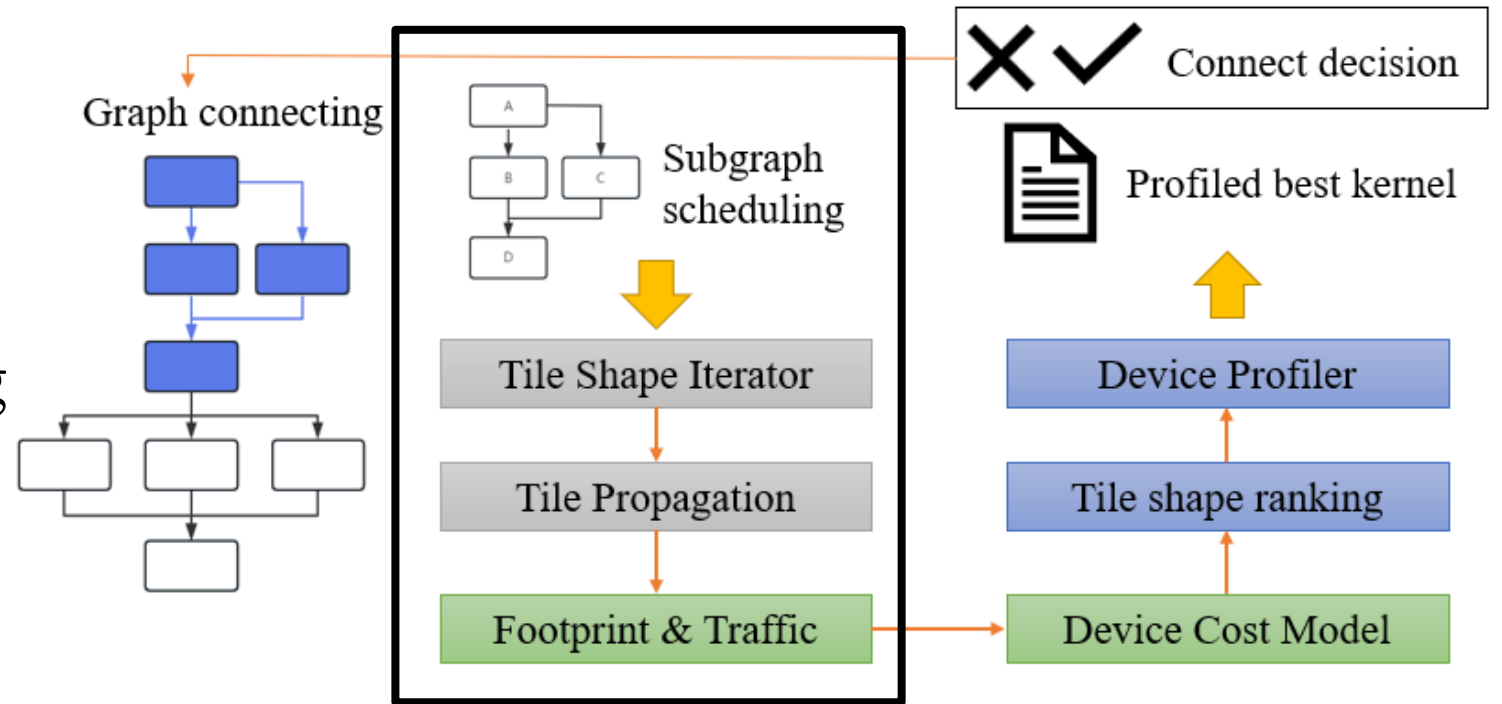 Graph connecting
g
A
B
C
D
Subgraph
scheduling
Tile Shape Iterator
Tile Propagation
Footprint & Traffic
Connect decision
Profiled best kernel
Device Profiler
Tile shape ranking
Device Cost Model